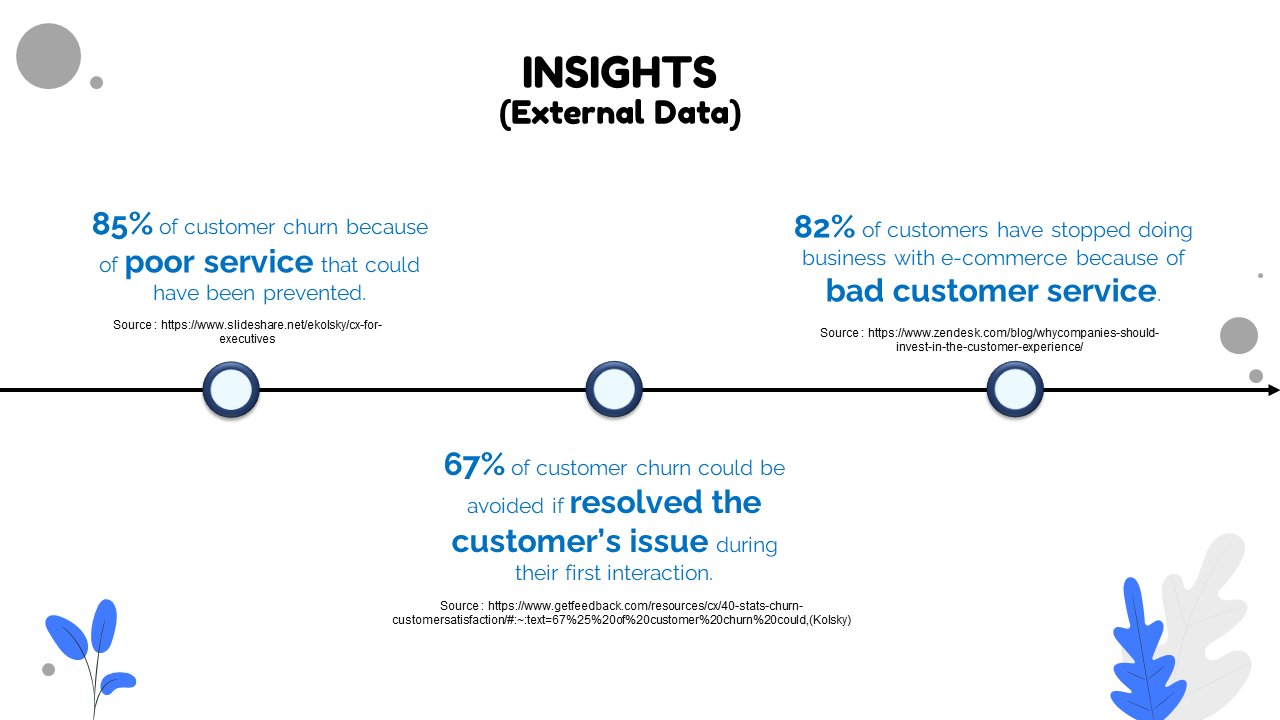 INSIGHTS
(External Data)
85% of customer churn because
of poor service that could
have been prevented.
Source : https://www.slideshare.net/ekolsky/cx-for-
executives
82% of customers have stopped doing
business with e-commerce because of
bad customer service.
Source : https://www.zendesk.com/blog/whycompanies-should-
invest-in-the-customer-experience/
67% of customer churn could be
avoided if resolved the
customer’s issue during
their first interaction.
Source : https://www.getfeedback.com/resources/cx/40-stats-churn-
customersatisfaction/#:~:text=67%25%20of%20customer%20churn%20could,(Kolsky)